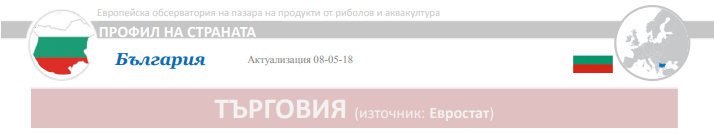 Европейска обсерватория на пазара на продукти от риболов и аквакултура
ПРОФИЛ НА СТРАНАТА
България Актуализация 08-05-18
ТЪРГОВИЯ (източник: Евростат)